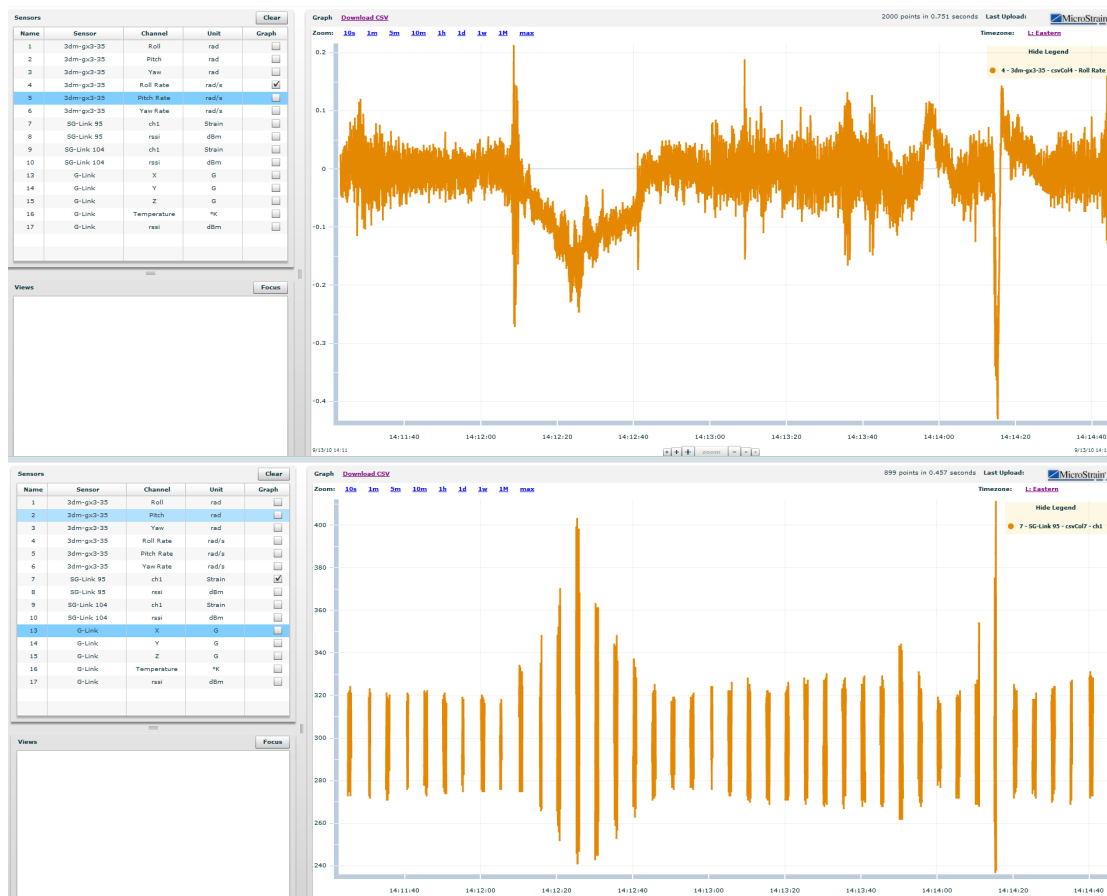 Sensors Clear
Name Sensor Channel Unit Graph
1 3dm-gx3-35 Roll rad
2 3dm-gx3-35 Pitch rad
3 3dm-gx3-35 Yaw rad
4 3dm-gx3-35 Roll Rate rad/s
5 3dm-gx3-35 Pitch Rate rad/s
6 3dm-gx3-35 Yaw Rate rad/s
7 SG-Link 95 ch1 Strain
8 SG-Link 95 rssi dBm
9 SG-Link 104 ch1 Strain
10 SG-Link 104 rssi dBm
13 G-Link X G
14 G-Link Y G
15 G-Link Z G
16 G-Link Temperature °K
17 G-Link rssi dBm
Views Focus
Graph Download CSV 2000 points in 0.751 seconds Last Upload: MicroStrain
Zoom: 10s 1m 5m 10m 1h 1d 1w 1M max Timezone: L: Eastern
Hide Legend
4 - 3dm-gx3-35 - csvCol4 - Roll Rate
0.2
0.1
0
-0.1
-0.2
-0.3
-0.4
14:11:40 14:12:00 14:12:20 14:12:40 14:13:00 14:13:20 14:13:40 14:14:00 14:14:20 14:14:40
9/13/10 14:11 zoom 9/13/10 14:1
Sensors Clear
Name Sensor Channel Unit Graph
1 3dm-gx3-35 Roll rad
2 3dm-gx3-35 Pitch rad
3 3dm-gx3-35 Yaw rad
4 3dm-gx3-35 Roll Rate rad/s
5 3dm-gx3-35 Pitch Rate rad/s
6 3dm-gx3-35 Yaw Rate rad/s
7 SG-Link 95 ch1 Strain
8 SG-Link 95 rssi dBm
9 SG-Link 104 ch1 Strain
10 SG-Link 104 rssi dBm
13 G-Link X G
14 G-Link Y G
15 G-Link Z G
16 G-Link Temperature °K
17 G-Link rssi dBm
Views Focus
Graph Download CSV 899 points in 0.457 seconds Last Upload: MicroStrain
Zoom: 10s 1m 5m 10m 1h 1d 1w 1M max Timezone: L: Eastern
Hide Legend
7 - SG-Link 95 - csvCol7 - ch1
400
380
360
340
320
300
280
260
240
14:11:40 14:12:00 14:12:20 14:12:40 14:13:00 14:13:20 14:13:40 14:14:00 14:14:20 14:14:40